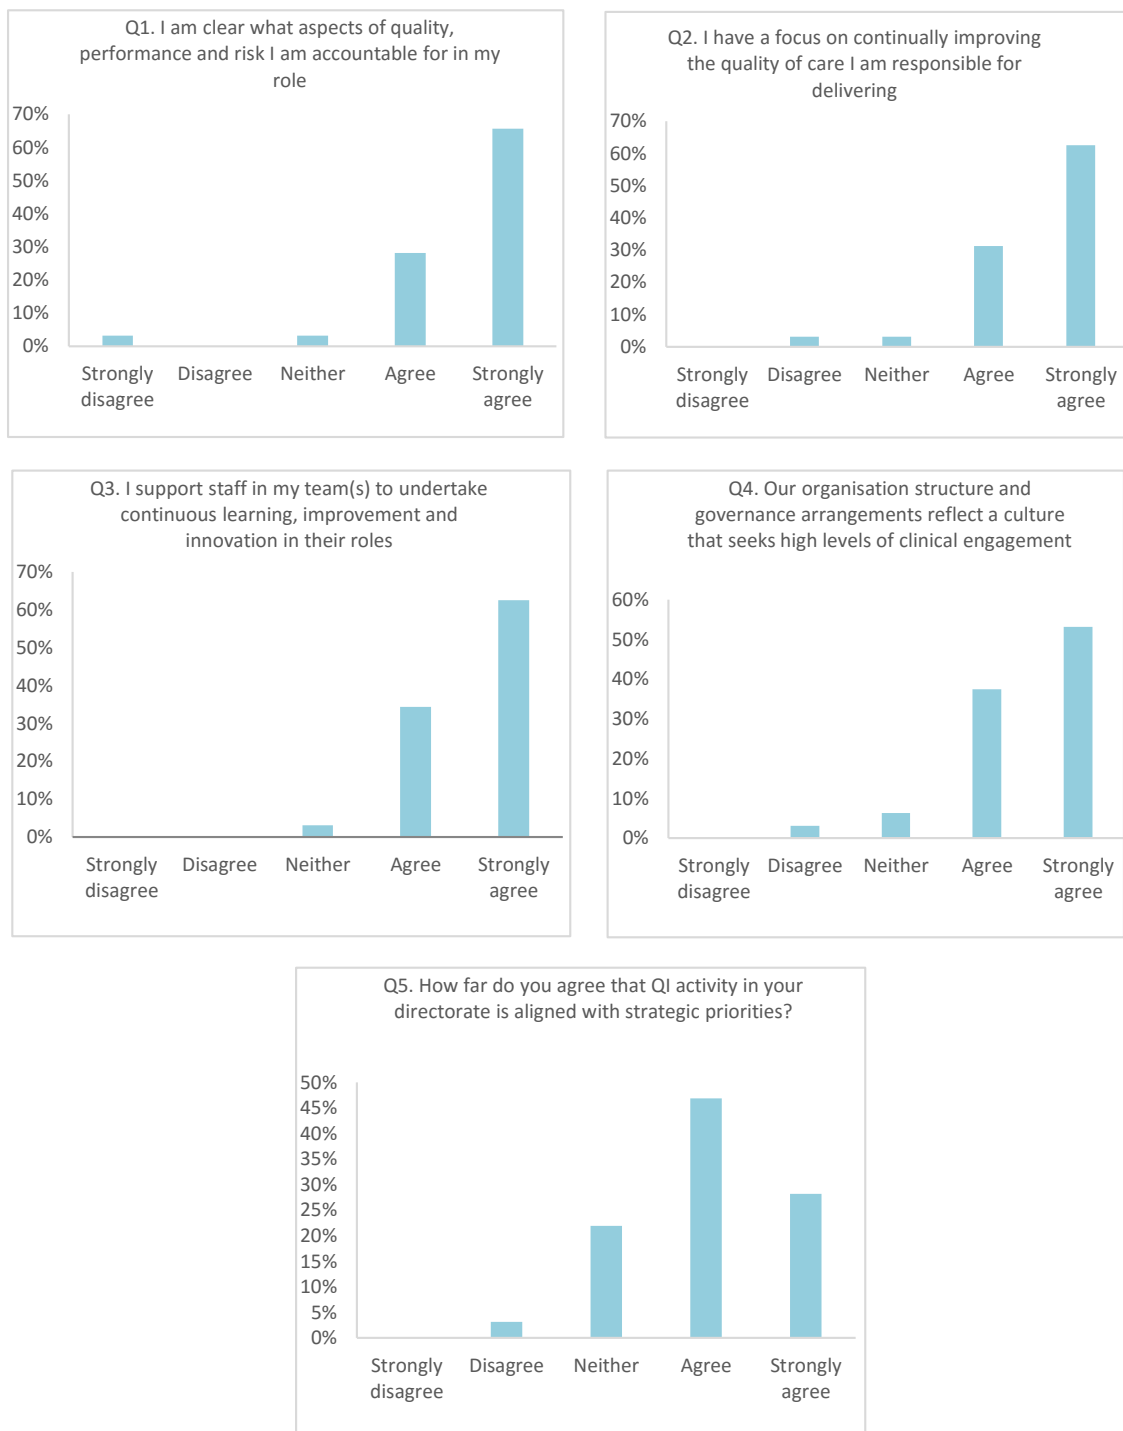 Q1. I am clear what aspects of quality,
performance and risk I am accountable for in my
role
70%
60%
50%
40%
30%
20%
10%
0%
Strongly disagree
Disagree
Neither
Agree
Strongly agree
Q2. I have a focus on continually improving
the quality of care I am responsible for
delivering
70%
60%
50%
40%
30%
20%
10%
0%
Strongly disagree
Disagree
Neither
Agree
Strongly agree
Q3. I support staff in my team(s) to undertake
continuous learning, improvement and
innovation in their roles
70%
60%
50%
40%
30%
20%
10%
0%
Strongly disagree
Disagree
Neither
Agree
Strongly agree
Q4. Our organisation structure and
governance arrangements reflect a culture
that seeks high levels of clinical engagement
60%
50%
40%
30%
20%
10%
0%
Strongly disagree
Disagree
Neither
Agree
Strongly agree
Q5. How far do you agree that QI activity in your
directorate is aligned with strategic priorities?
50%
45%
40%
35%
30%
25%
20%
15%
10%
5%
0%
Strongly disagree
Disagree
Neither
Agree
Strongly agree